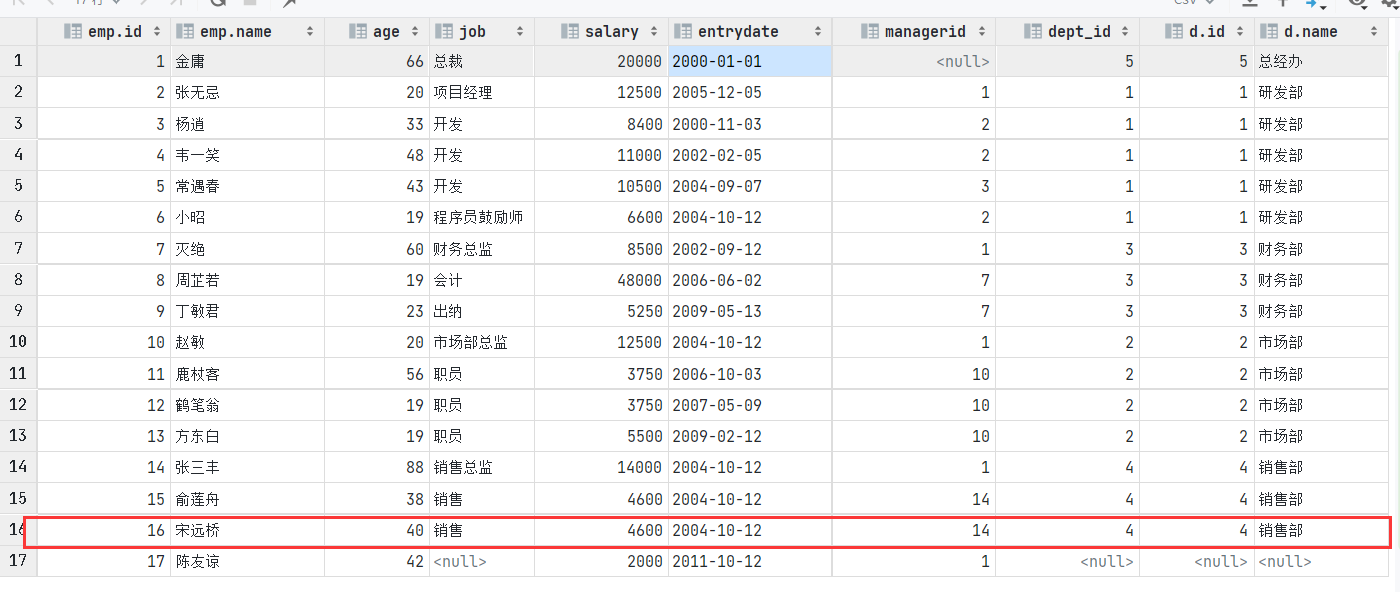 emp.id emp.name age job salary entrydate managerid dept_id d.id d.name
1 1 金庸 66 总裁 20000 2000-01-01 <null> 5 5 总经办
2 2 张无忌 20 项目经理 12500 2005-12-05 1 1 1 研发部
3 3 杨逍 33 开发 8400 2000-11-03 2 1 1 研发部
4 4 韦一笑 48 开发 11000 2002-02-05 2 1 1 研发部
5 5 常遇春 43 开发 10500 2004-09-07 3 1 1 研发部
6 6 小昭 19 程序员鼓励师 6600 2004-10-12 2 1 1 研发部
7 7 灭绝 60 财务总监 8500 2002-09-12 1 3 3 财务部
8 8 周芷若 19 会计 48000 2006-06-02 7 3 3 财务部
9 9 丁敏君 23 出纳 5250 2009-05-13 7 3 3 财务部
10 10 赵敏 20 市场部总监 12500 2004-10-12 1 2 2 市场部
11 11 鹿杖客 56 职员 3750 2006-10-03 10 2 2 市场部
12 12 鹤笔翁 19 职员 3750 2007-05-09 10 2 2 市场部
13 13 方东白 19 职员 5500 2009-02-12 10 2 2 市场部
14 14 张三丰 88 销售总监 14000 2004-10-12 1 4 4 销售部
15 15 俞莲舟 38 销售 4600 2004-10-12 14 4 4 销售部
16 16 宋远桥 40 销售 4600 2004-10-12 14 4 4 销售部
17 17 陈友谅 42 <null> 2000 2011-10-12 1 <null> <null> <null>